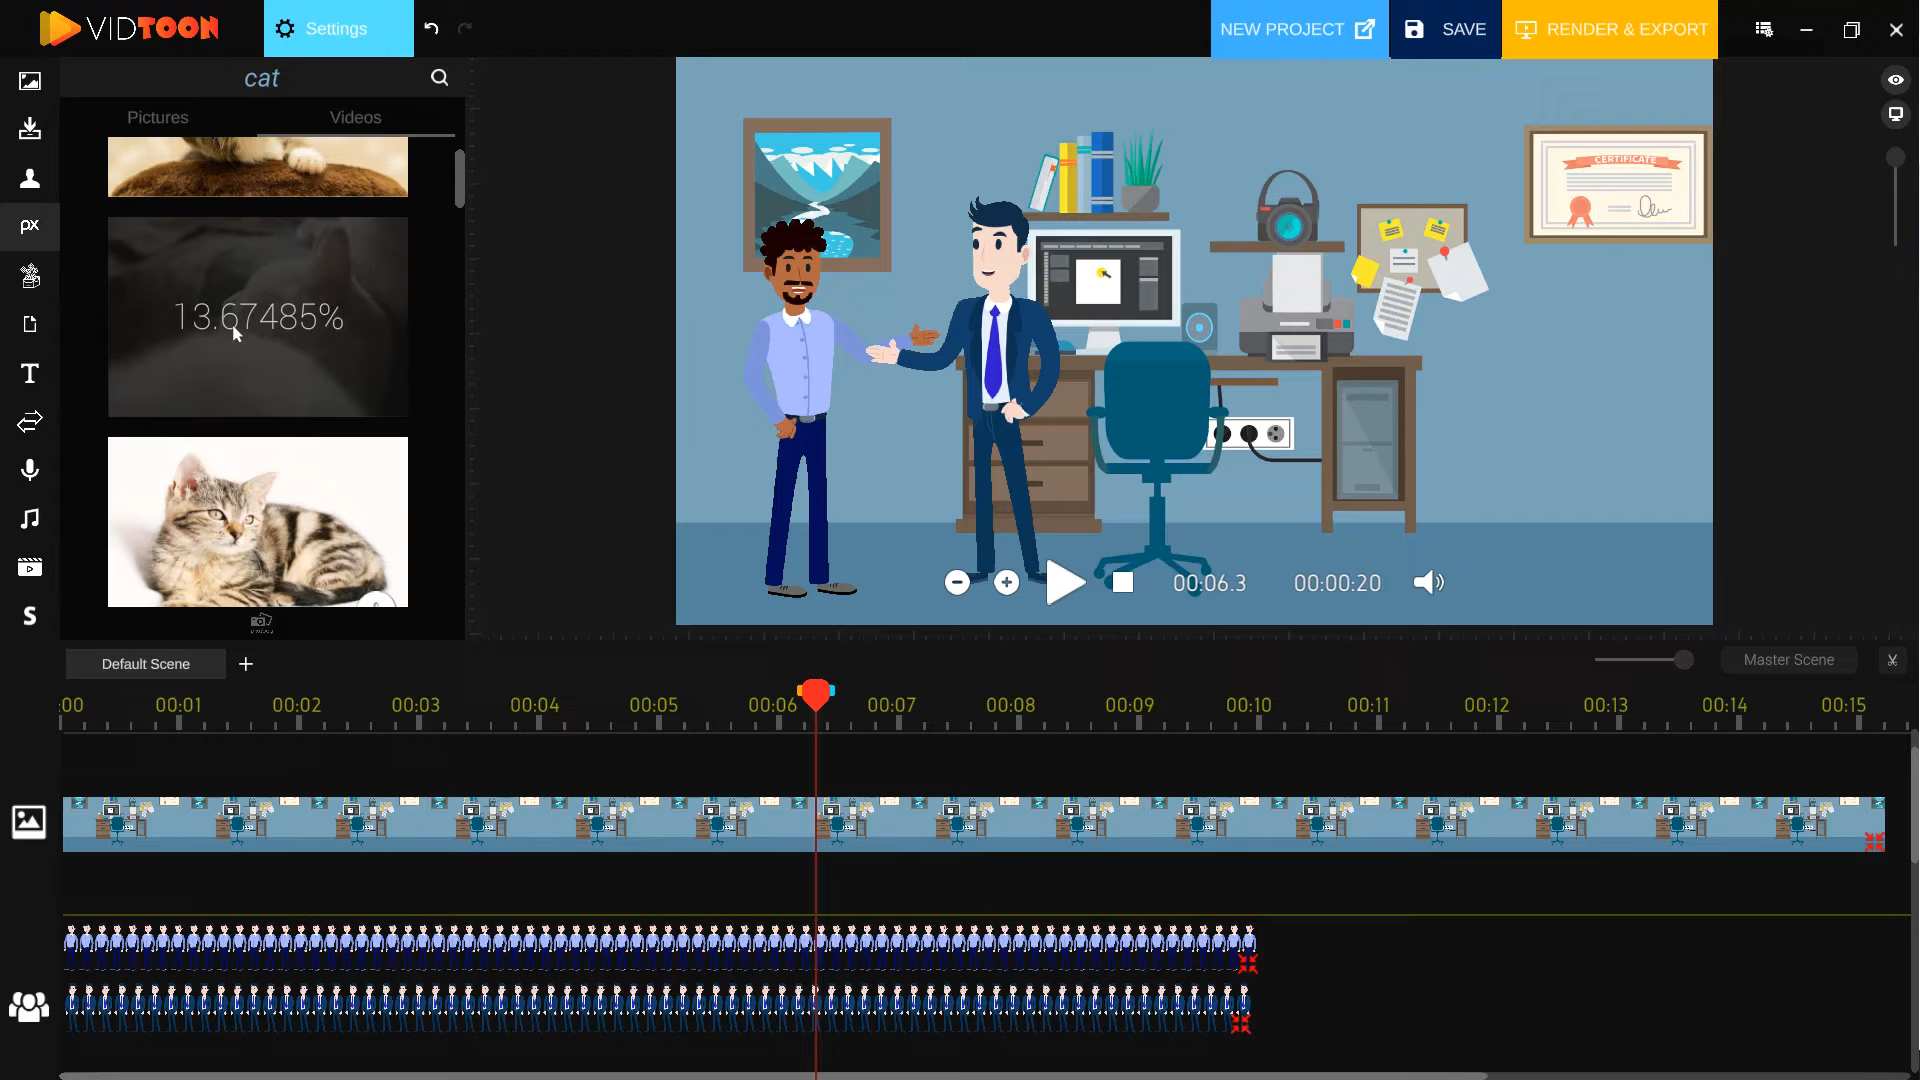 VIDTOON
Settings
NEW PROJECT
SAVE
RENDER & EXPORT
cat
Pictures
Videos
px
13.67485%
T
S
pixabay
CERTIFICATE
00:06.3
00:00:20
Default Scene
+
Master Scene
:00 00:01 00:02 00:03 00:04 00:05 00:06 00:07 00:08 00:09 00:10 00:11 00:12 00:13 00:14 00:15